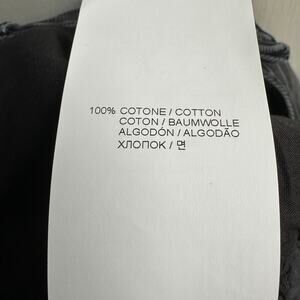 100% COTONE / COTTON
COTON / BAUMWOLLE
ALGODÓN / ALGODÃO
ХЛОПОК / 면